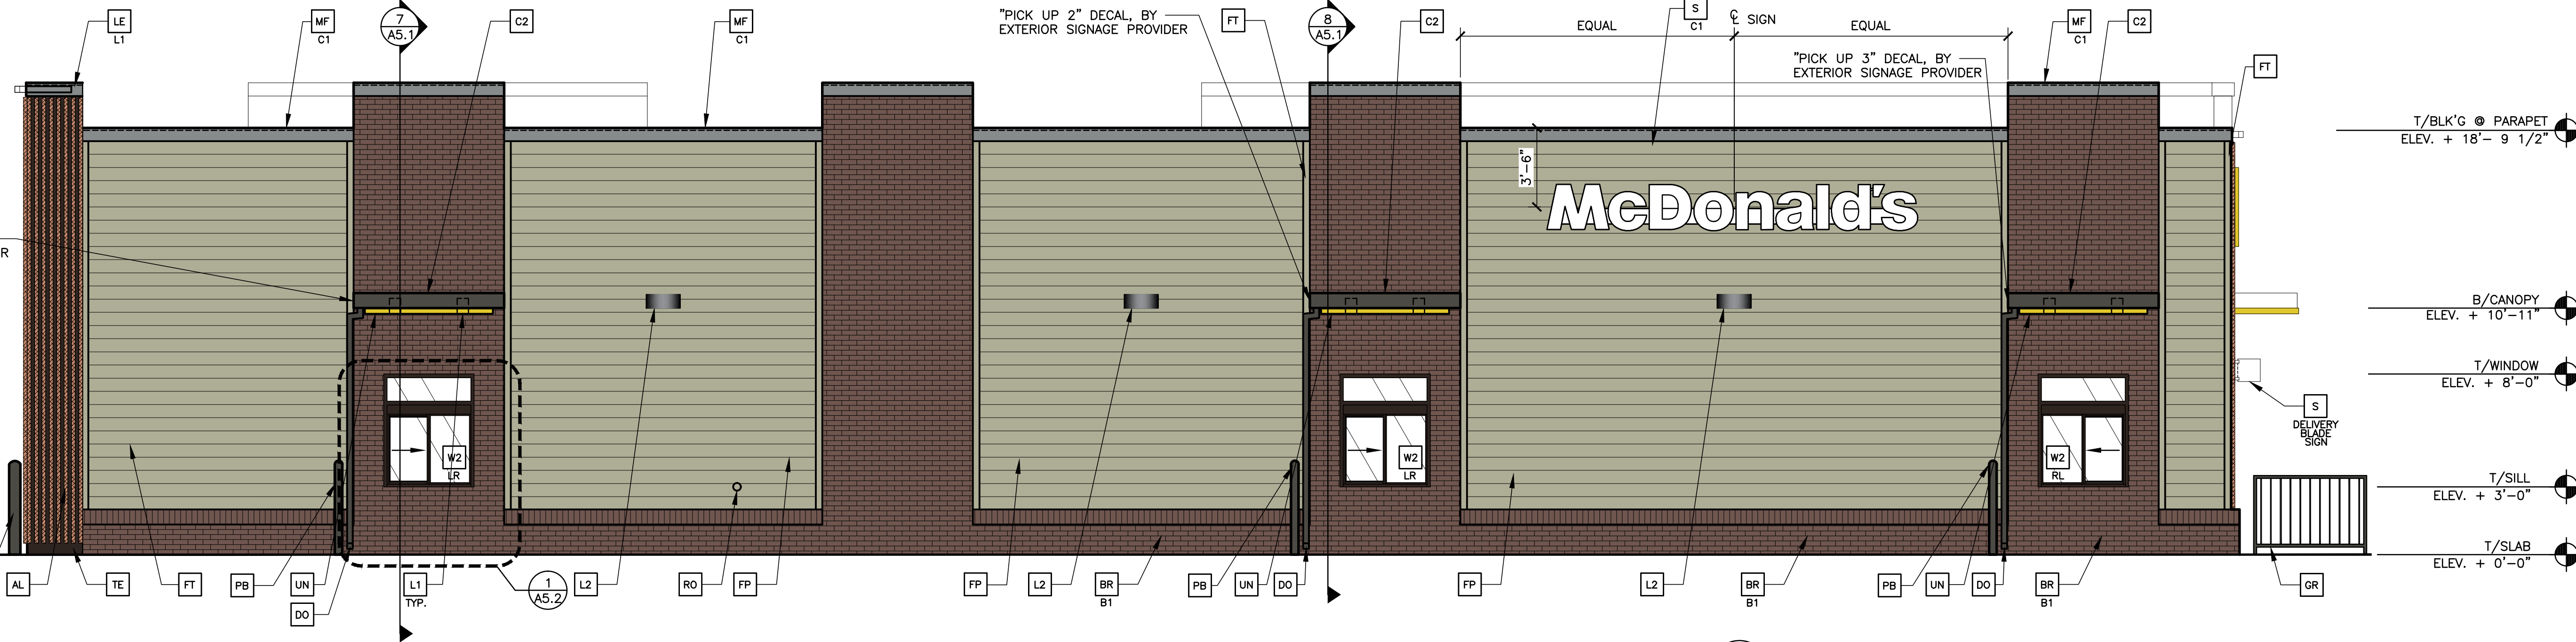 LE
L1
MF
C1
7
A5.1
C2
MF
C1
"PICK UP 2" DECAL, BY
EXTERIOR SIGNAGE PROVIDER
FT
8
A5.1
C2
EQUAL
S
C1
℄ SIGN
EQUAL
"PICK UP 3" DECAL, BY
EXTERIOR SIGNAGE PROVIDER
MF
C1
C2
FT
T/BLK'G @ PARAPET
ELEV. + 18'- 9 1/2"
3'-6"
McDonald's
R
B/CANOPY
ELEV. + 10'-11"
T/WINDOW
ELEV. + 8'-0"
S
DELIVERY
BLADE
SIGN
W2
LR
W2
LR
W2
RL
T/SILL
ELEV. + 3'-0"
T/SLAB
ELEV. + 0'-0"
AL
TE
FT
PB
UN
DO
L1
TYP.
1
A5.2
L2
RO
FP
FP
L2
BR
B1
PB
UN
DO
FP
L2
BR
B1
PB
UN
DO
BR
B1
GR